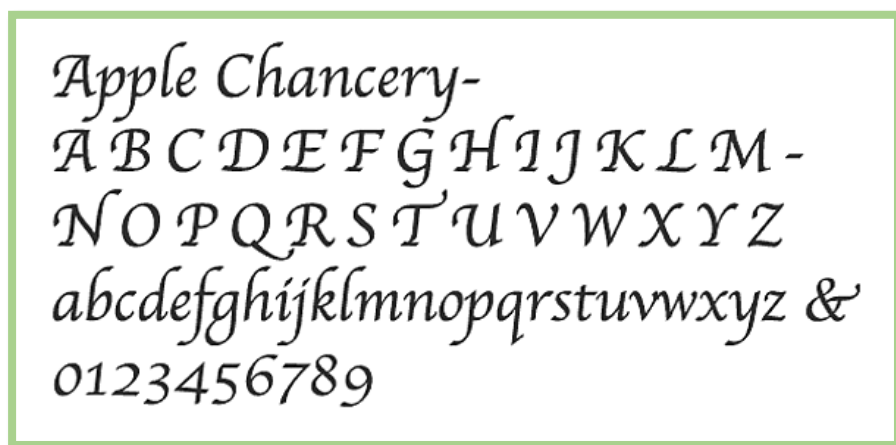 Apple Chancery-
A B C D E F G H I J K L M -
N O P Q R S T U V W X Y Z
abcdefghijklmnopqrstuvwxyz &
0123456789